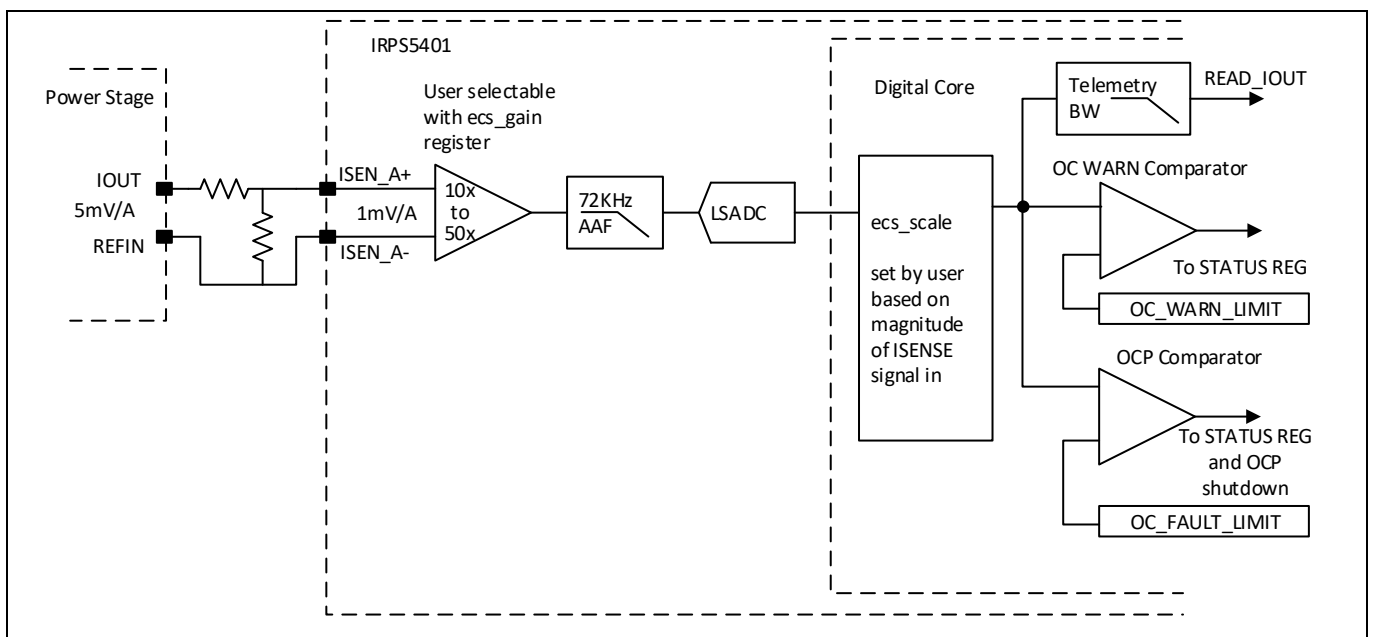 IRPS5401
Power Stage
User selectable
with ecs_gain
register
Digital Core
Telemetry
BW
READ_IOUT
IOUT
5mV/A
REFIN
ISEN_A+
1mV/A
ISEN_A-
10x
to
50x
72KHz
AAF
LSADC
ecs_scale
set by user
based on
magnitude
of ISENSE
signal in
OC WARN Comparator
To STATUS REG
OC_WARN_LIMIT
OCP Comparator
To STATUS REG
and OCP
shutdown
OC_FAULT_LIMIT